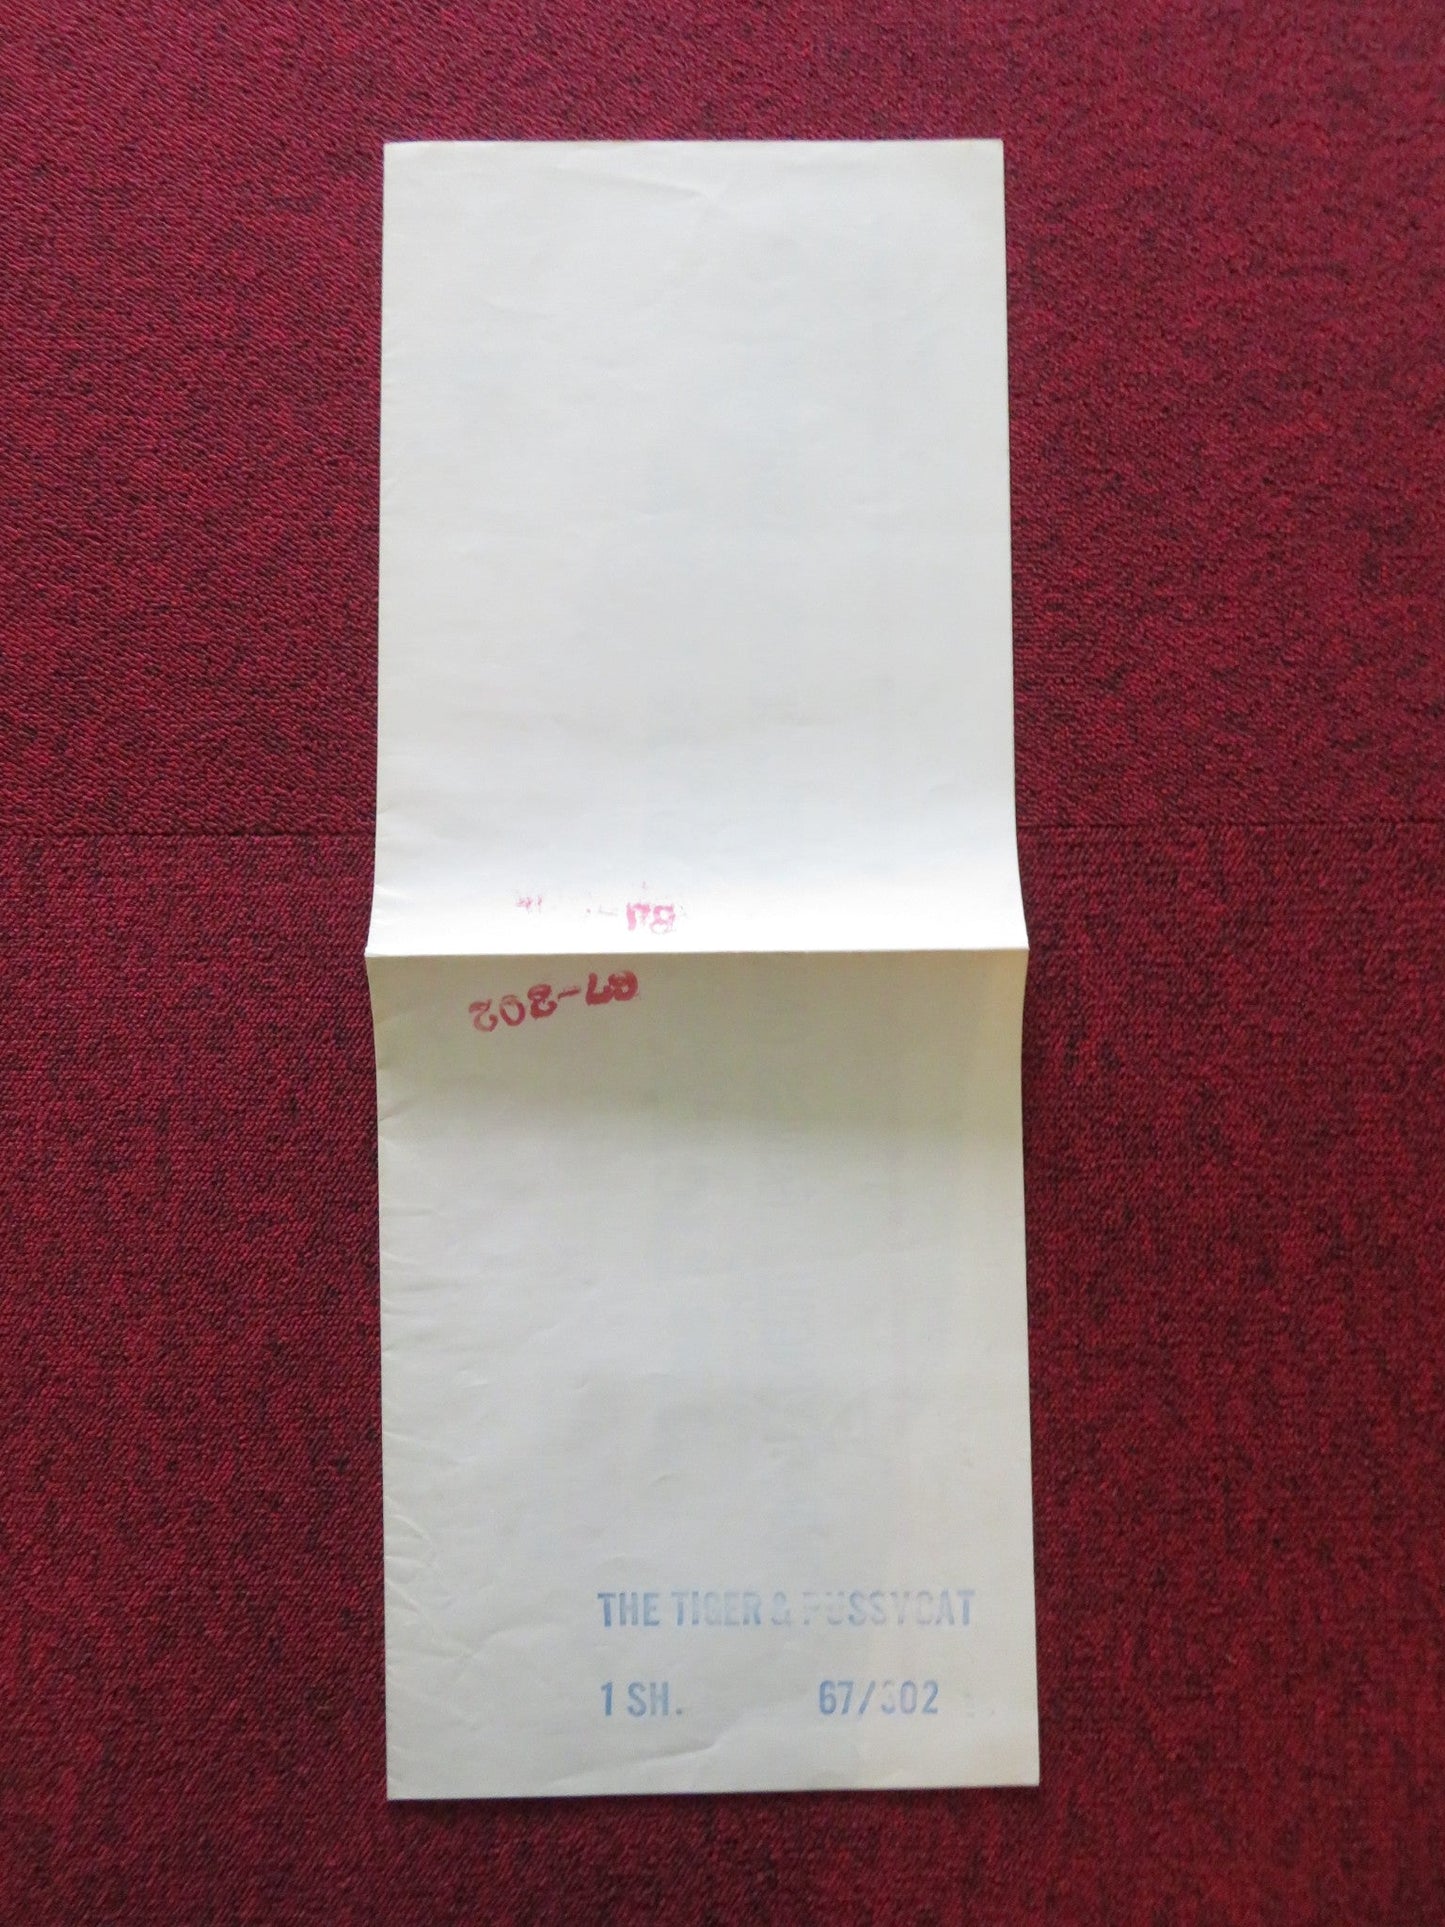 67-302
THE TIGER & PUSSYCAT
1 SH. 67/302